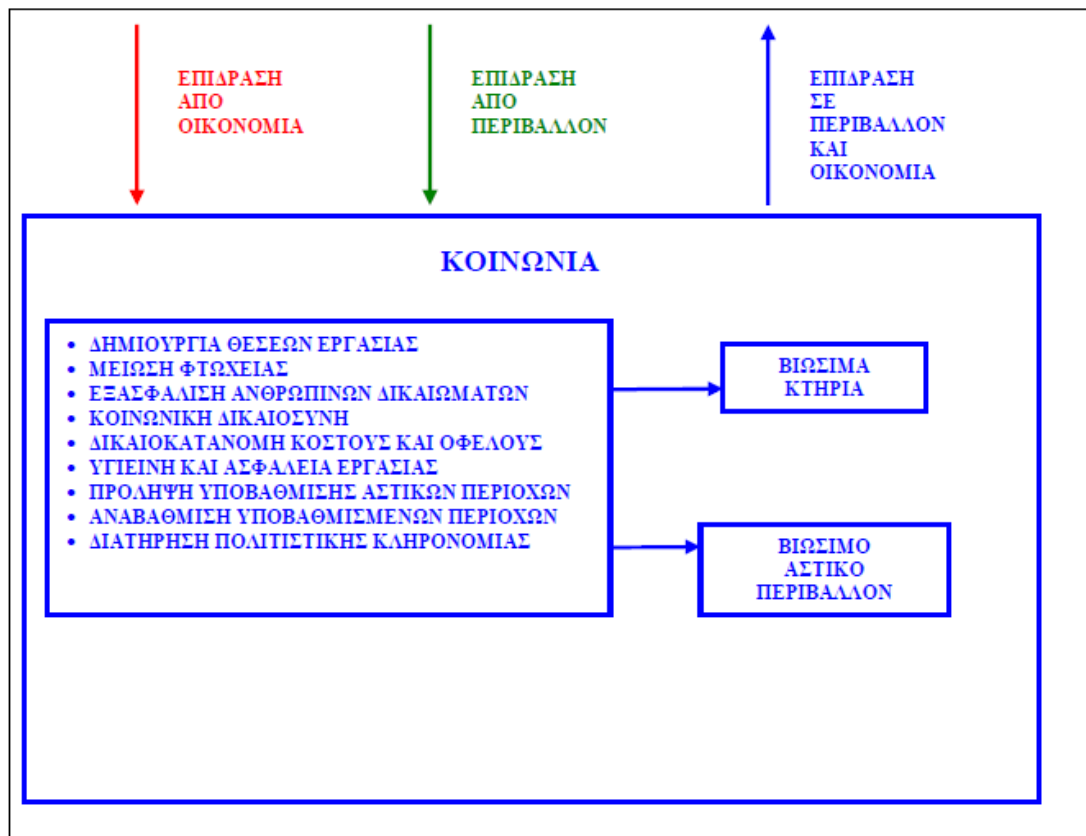 ΕΠΙΔΡΑΣΗ
ΑΠΟ
ΟΙΚΟΝΟΜΙΑ
ΕΠΙΔΡΑΣΗ
ΑΠΟ
ΠΕΡΙΒΑΛΛΟΝ
ΕΠΙΔΡΑΣΗ
ΣΕ
ΠΕΡΙΒΑΛΛΟΝ
ΚΑΙ
ΟΙΚΟΝΟΜΙΑ
ΚΟΙΝΩΝΙΑ
• ΔΗΜΙΟΥΡΓΙΑ ΘΕΣΕΩΝ ΕΡΓΑΣΙΑΣ
• ΜΕΙΩΣΗ ΦΤΩΧΕΙΑΣ
• ΕΞΑΣΦΑΛΙΣΗ ΑΝΘΡΩΠΙΝΩΝ ΔΙΚΑΙΩΜΑΤΩΝ
• ΚΟΙΝΩΝΙΚΗ ΔΙΚΑΙΟΣΥΝΗ
• ΔΙΚΑΙΟΚΑΤΑΝΟΜΗ ΚΟΣΤΟΥΣ ΚΑΙ ΟΦΕΛΟΥΣ
• ΥΓΙΕΙΝΗ ΚΑΙ ΑΣΦΑΛΕΙΑ ΕΡΓΑΣΙΑΣ
• ΠΡΟΛΗΨΗ ΥΠΟΒΑΘΜΙΣΗΣ ΑΣΤΙΚΩΝ ΠΕΡΙΟΧΩΝ
• ΑΝΑΒΑΘΜΙΣΗ ΥΠΟΒΑΘΜΙΣΜΕΝΩΝ ΠΕΡΙΟΧΩΝ
• ΔΙΑΤΗΡΗΣΗ ΠΟΛΙΤΙΣΤΙΚΗΣ ΚΛΗΡΟΝΟΜΙΑΣ
ΒΙΩΣΙΜΑ
ΚΤΗΡΙΑ
ΒΙΩΣΙΜΟ
ΑΣΤΙΚΟ
ΠΕΡΙΒΑΛΛΟΝ